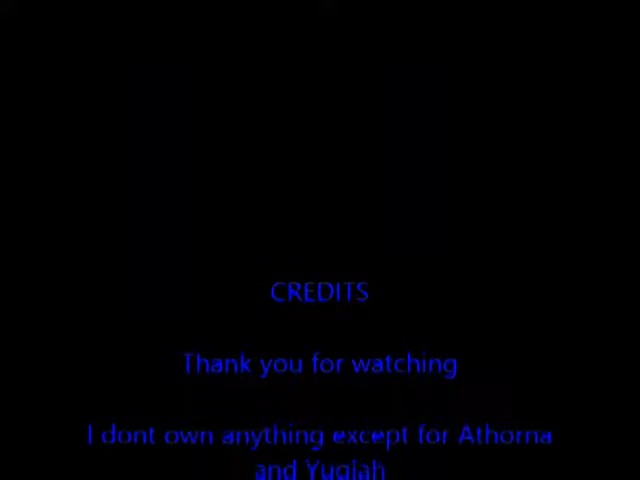 CREDITS
Thank you for watching
I dont own anything except for Athorna
and Yuglah